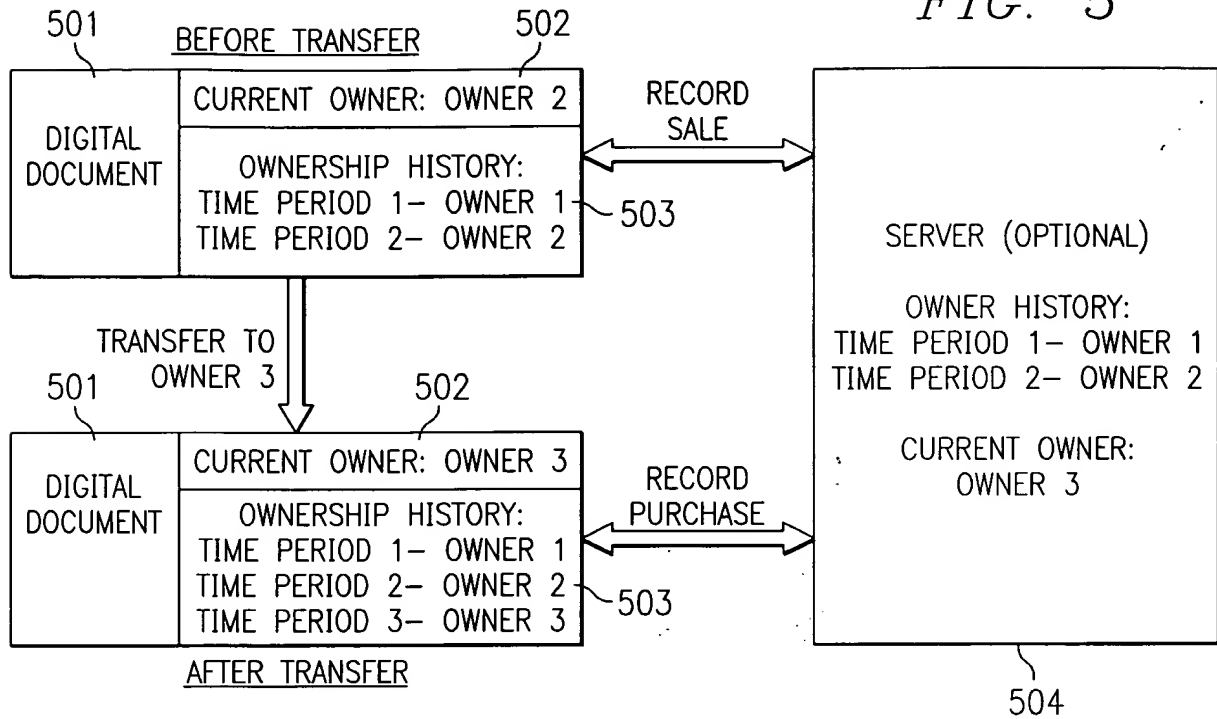 FIG. 5
501
BEFORE TRANSFER
502
DIGITAL
DOCUMENT
CURRENT OWNER: OWNER 2
OWNERSHIP HISTORY:
TIME PERIOD 1– OWNER 1
TIME PERIOD 2– OWNER 2
503
RECORD
SALE
TRANSFER TO
OWNER 3
501
502
DIGITAL
DOCUMENT
CURRENT OWNER: OWNER 3
OWNERSHIP HISTORY:
TIME PERIOD 1– OWNER 1
TIME PERIOD 2– OWNER 2
TIME PERIOD 3– OWNER 3
503
AFTER TRANSFER
RECORD
PURCHASE
SERVER (OPTIONAL)
OWNER HISTORY:
TIME PERIOD 1– OWNER 1
TIME PERIOD 2– OWNER 2
CURRENT OWNER:
OWNER 3
504